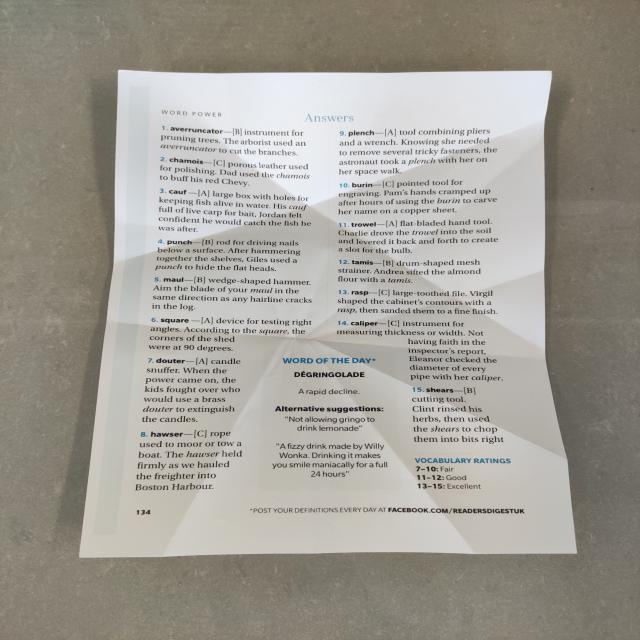 WORD POWER
Answers
1. averruncator—[B] instrument for
pruning trees. The arborist used an
averruncator to cut the branches.
2. chamois—[C] porous leather used
for polishing. Dad used the chamois
to buff his red Chevy.
3. cauf—[A] large box with holes for
keeping fish alive in water. His cauf
full of live carp for bait, Jordan felt
confident he would catch the fish he
was after.
4. punch—[B] rod for driving nails
below a surface. After hammering
together the shelves, Giles used a
punch to hide the flat heads.
5. maul—[B] wedge-shaped hammer.
Aim the blade of your maul in the
same direction as any hairline cracks
in the log.
6. square—[A] device for testing right
angles. According to the square, the
corners of the shed
were at 90 degrees.
7. douter—[A] candle
snuffer. When the
power came on, the
kids fought over who
would use a brass
douter to extinguish
the candles.
8. hawser—[C] rope
used to moor or tow a
boat. The hawser held
firmly as we hauled
the freighter into
Boston Harbour.
WORD OF THE DAY*
DÉGRINGOLADE
A rapid decline.
Alternative suggestions:
"Not allowing gringo to
drink lemonade"
"A fizzy drink made by Willy
Wonka. Drinking it makes
you smile maniacally for a full
24 hours"
9. plench—[A] tool combining pliers
and a wrench. Knowing she needed
to remove several tricky fasteners, the
astronaut took a plench with her on
her space walk.
10. burin—[C] pointed tool for
engraving. Pam's hands cramped up
after hours of using the burin to carve
her name on a copper sheet.
11. trowel—[A] flat-bladed hand tool.
Charlie drove the trowel into the soil
and levered it back and forth to create
a slot for the bulb.
12. tamis—[B] drum-shaped mesh
strainer. Andrea sifted the almond
flour with a tamis.
13. rasp—[C] large-toothed file. Virgil
shaped the cabinet's contours with a
rasp, then sanded them to a fine finish.
14. caliper—[C] instrument for
measuring thickness or width. Not
having faith in the
inspector's report,
Eleanor checked the
diameter of every
pipe with her caliper.
15. shears—[B]
cutting tool.
Clint rinsed his
herbs, then used
the shears to chop
them into bits right
VOCABULARY RATINGS
7–10: Fair
11–12: Good
13–15: Excellent
134
*POST YOUR DEFINITIONS EVERY DAY AT FACEBOOK.COM/READERSDIGESTUK